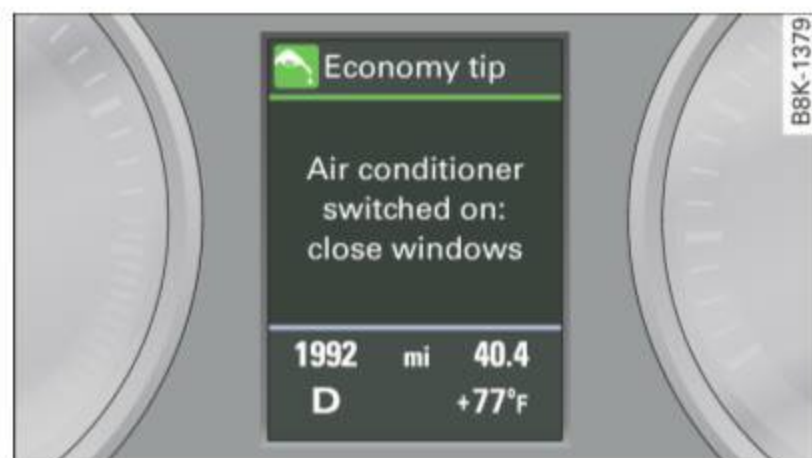 Economy tip
Air conditioner
switched on:
close windows
1992 mi 40.4
D +77°F
B8K-1379